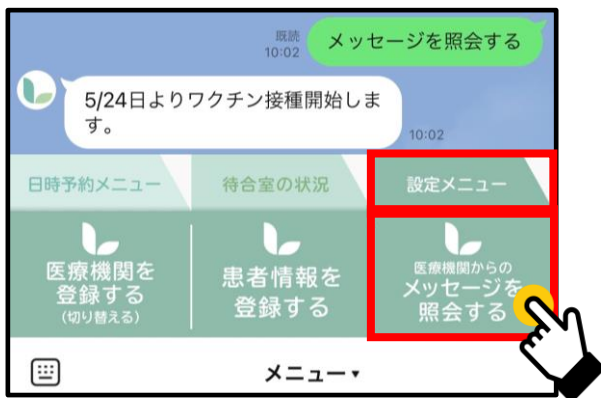 既読
10:02
メッセージを照会する
5/24日よりワクチン接種開始しま
す。
10:02
日時予約メニュー
待合室の状況
設定メニュー
医療機関を
登録する
(切り替える)
患者情報を
登録する
医療機関からの
メッセージを
照会する
メニュー▾